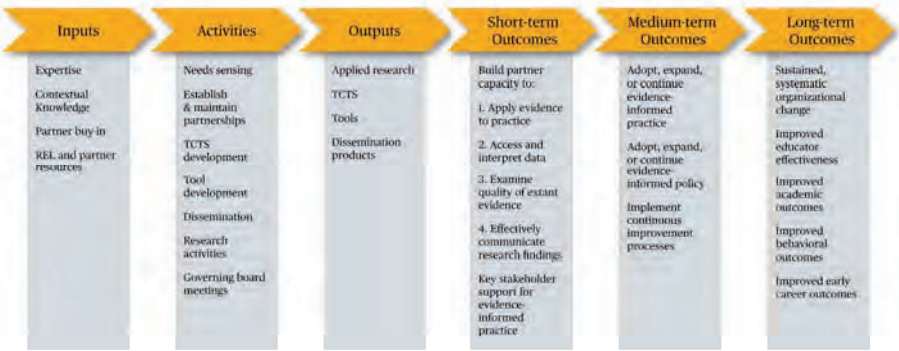 Inputs
Activities
Outputs
Short-term
Outcomes
Medium-term
Outcomes
Long-term
Outcomes
Expertise
Contextual
Knowledge
Partner buy-in
REL and partner
resources
Needs sensing
Establish
& maintain
partnerships
TCTS
development
Tool
development
Dissemination
Research
activities
Governing board
meetings
Applied research
TCTS
Tools
Dissemination
products
Build partner
capacity to:
1. Apply evidence
to practice
2. Access and
interpret data
3. Examine
quality of extant
evidence
4. Effectively
communicate
research findings
Key stakeholder
support for
evidence-
informed
practice
Adopt, expand,
or continue
evidence-
informed
practice
Adopt, expand,
or continue
evidence-
informed policy
Implement
continuous
improvement
processes
Sustained,
systematic
organizational
change
Improved
educator
effectiveness
Improved
academic
outcomes
Improved
behavioral
outcomes
Improved early
career outcomes